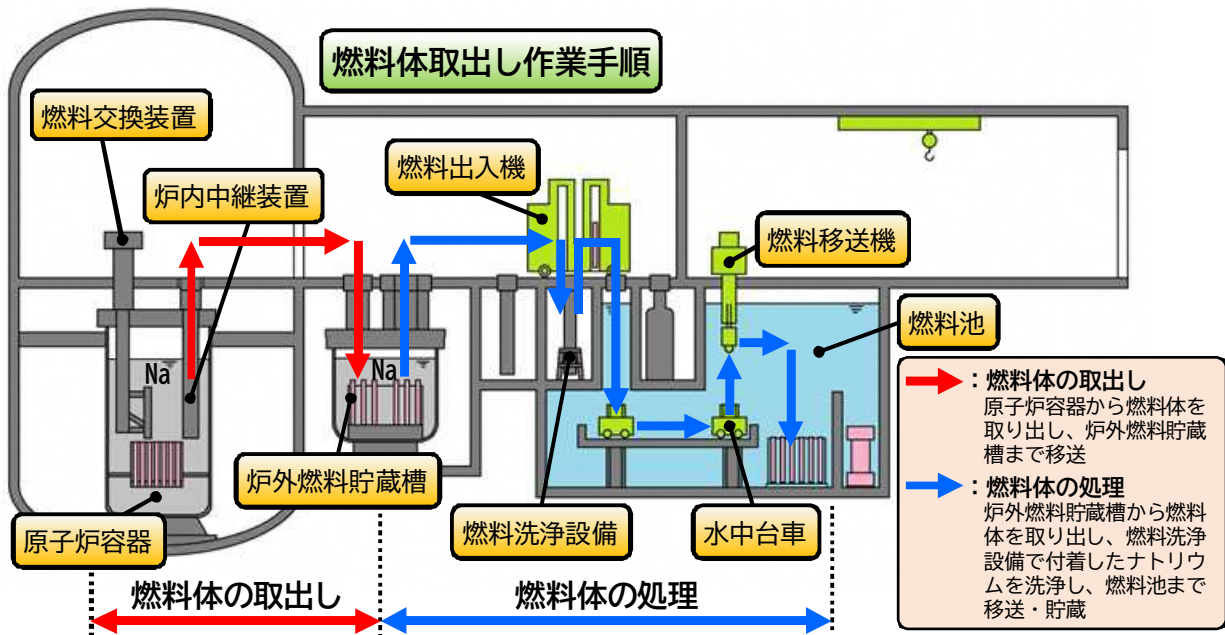 燃料体取出し作業手順
燃料交換装置
炉内中継装置
燃料出入機
燃料移送機
燃料池
Na
Na
炉外燃料貯蔵槽
原子炉容器
燃料洗浄設備
水中台車
燃料体の取出し
燃料体の処理
:燃料体の取出し
原子炉容器から燃料体を
取り出し、炉外燃料貯蔵
槽まで移送
:燃料体の処理
炉外燃料貯蔵槽から燃料
体を取り出し、燃料洗浄
設備で付着したナトリウ
ムを洗浄し、燃料池まで
移送・貯蔵